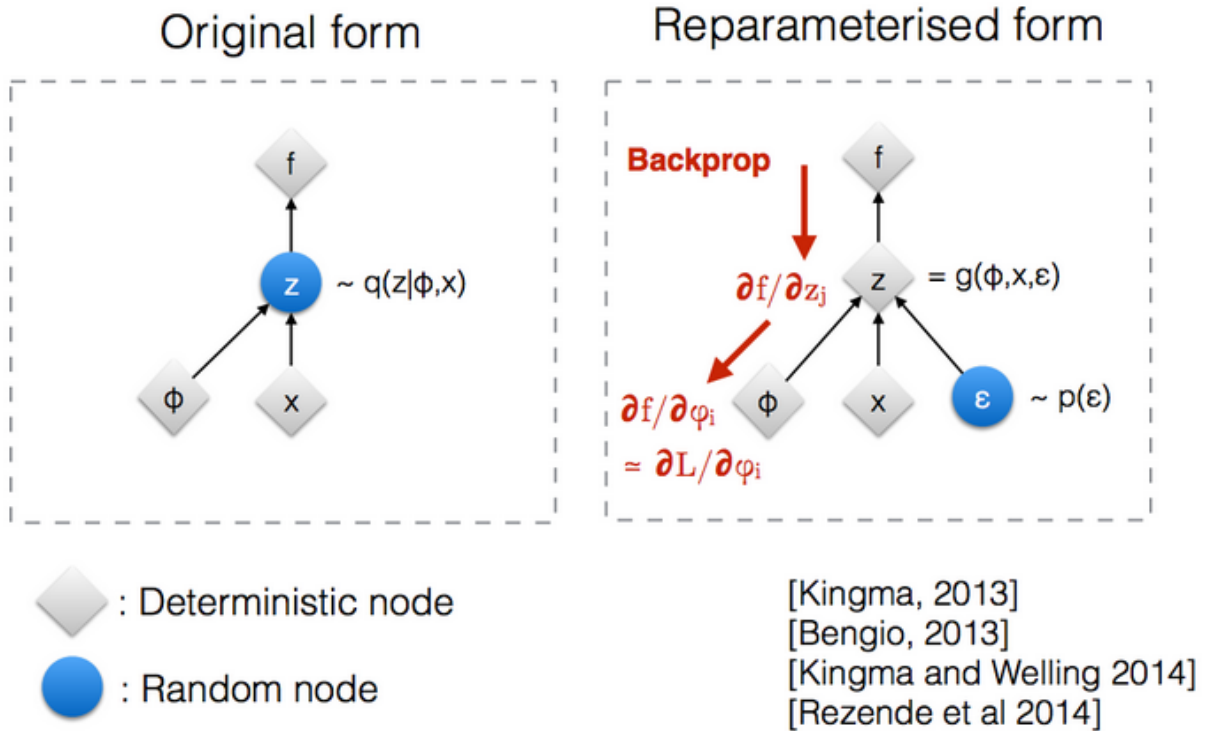 Original form
f
z ~ q(z|ϕ,x)
ϕ x
Reparameterised form
Backprop
f
∂f/∂zj
z = g(ϕ,x,ε)
∂f/∂φi
≃ ∂L/∂φi
ϕ x ε ~ p(ε)
: Deterministic node
: Random node
[Kingma, 2013]
[Bengio, 2013]
[Kingma and Welling 2014]
[Rezende et al 2014]